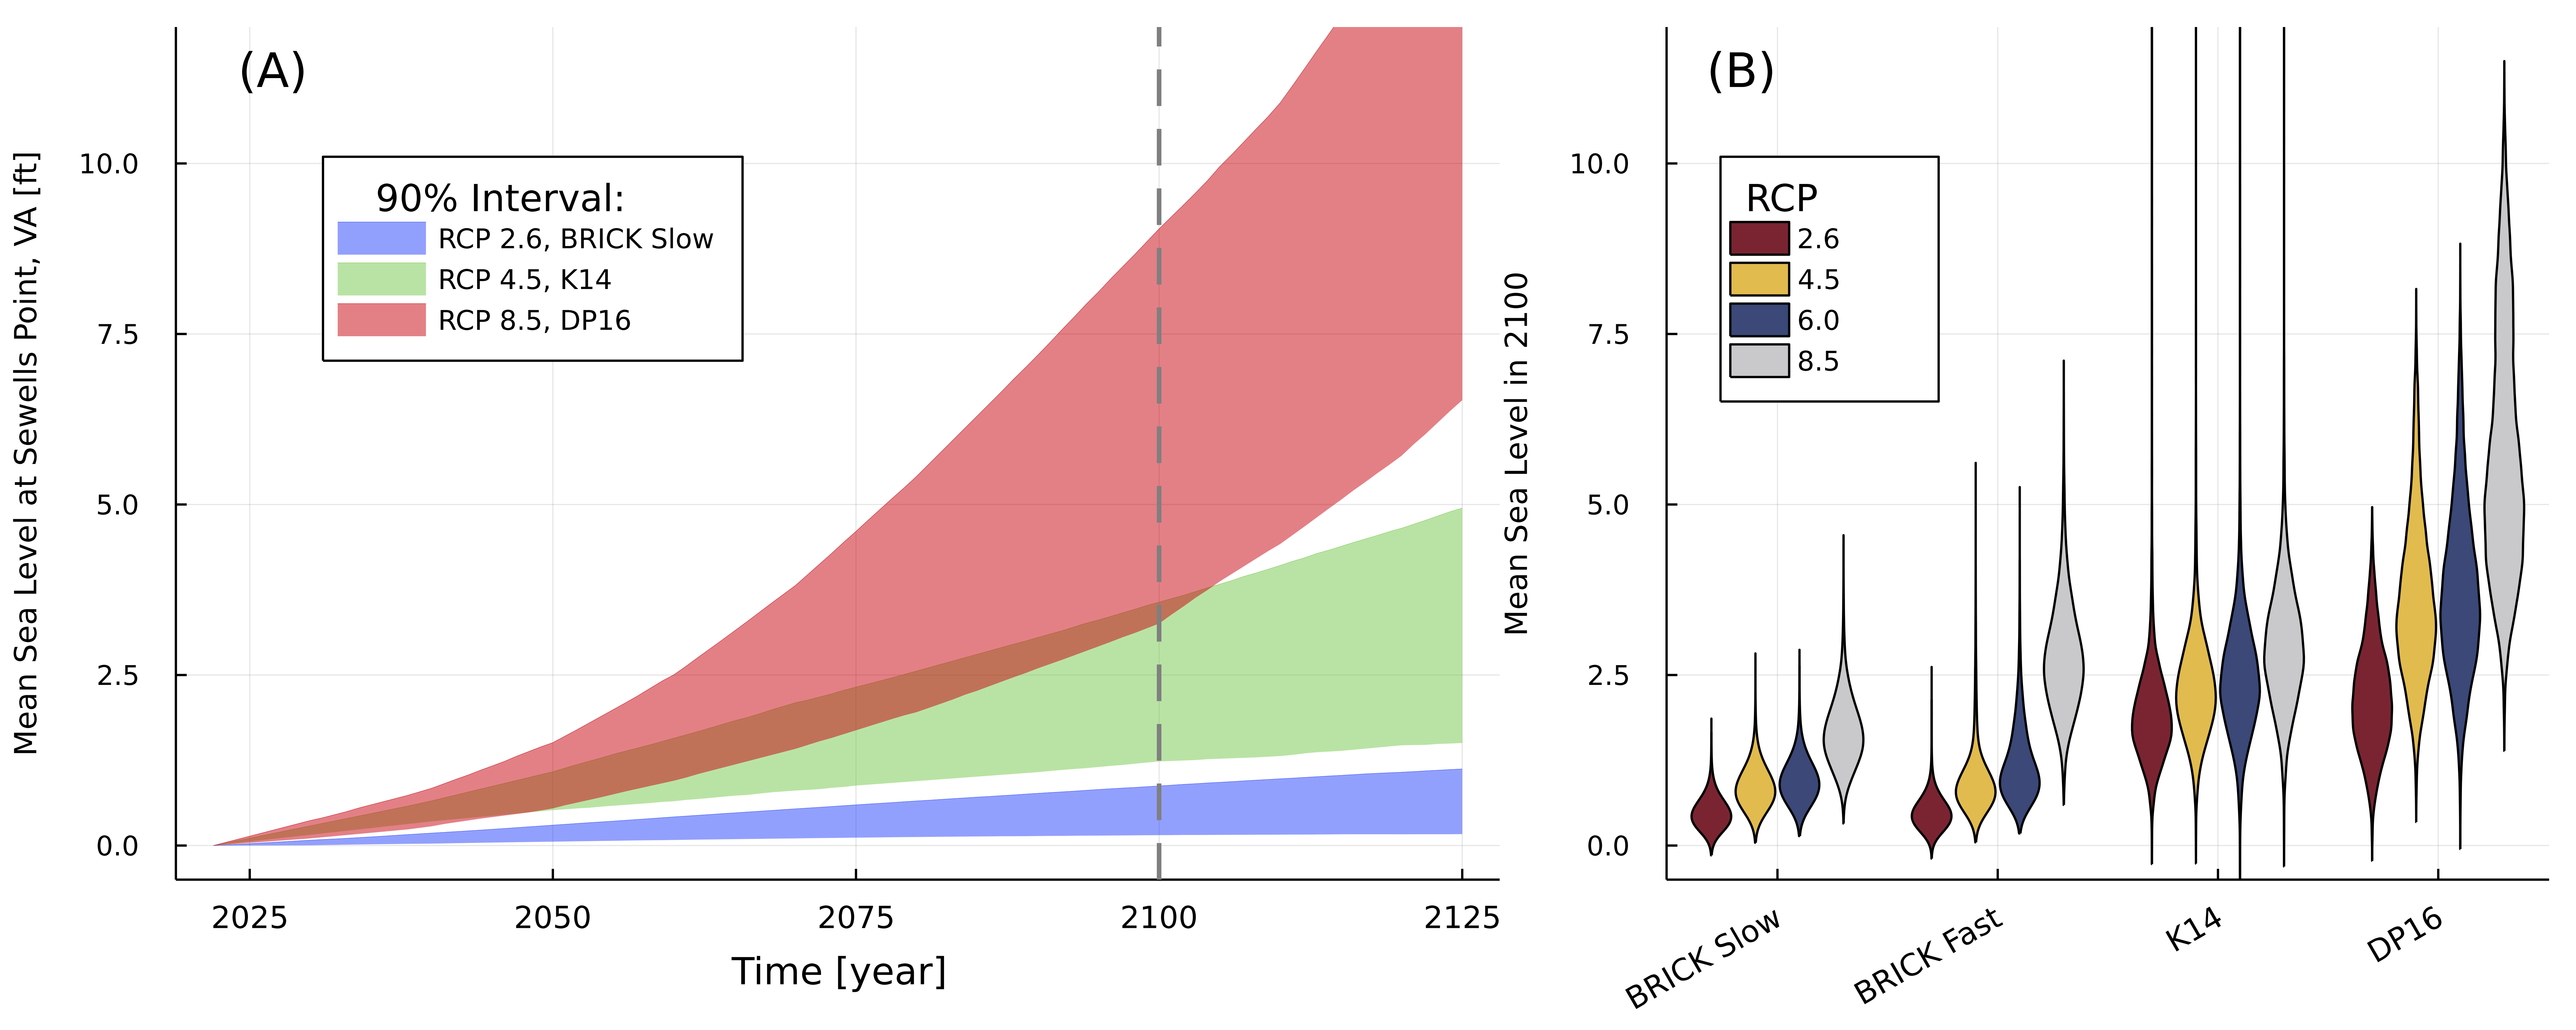 (A)
Mean Sea Level at Sewells Point, VA [ft]
10.0
7.5
5.0
2.5
0.0
90% Interval:
RCP 2.6, BRICK Slow
RCP 4.5, K14
RCP 8.5, DP16
2025 2050 2075 2100 2125
Time [year]
(B)
Mean Sea Level in 2100
10.0
7.5
5.0
2.5
0.0
RCP
2.6
4.5
6.0
8.5
BRICK Slow
BRICK Fast
K14
DP16